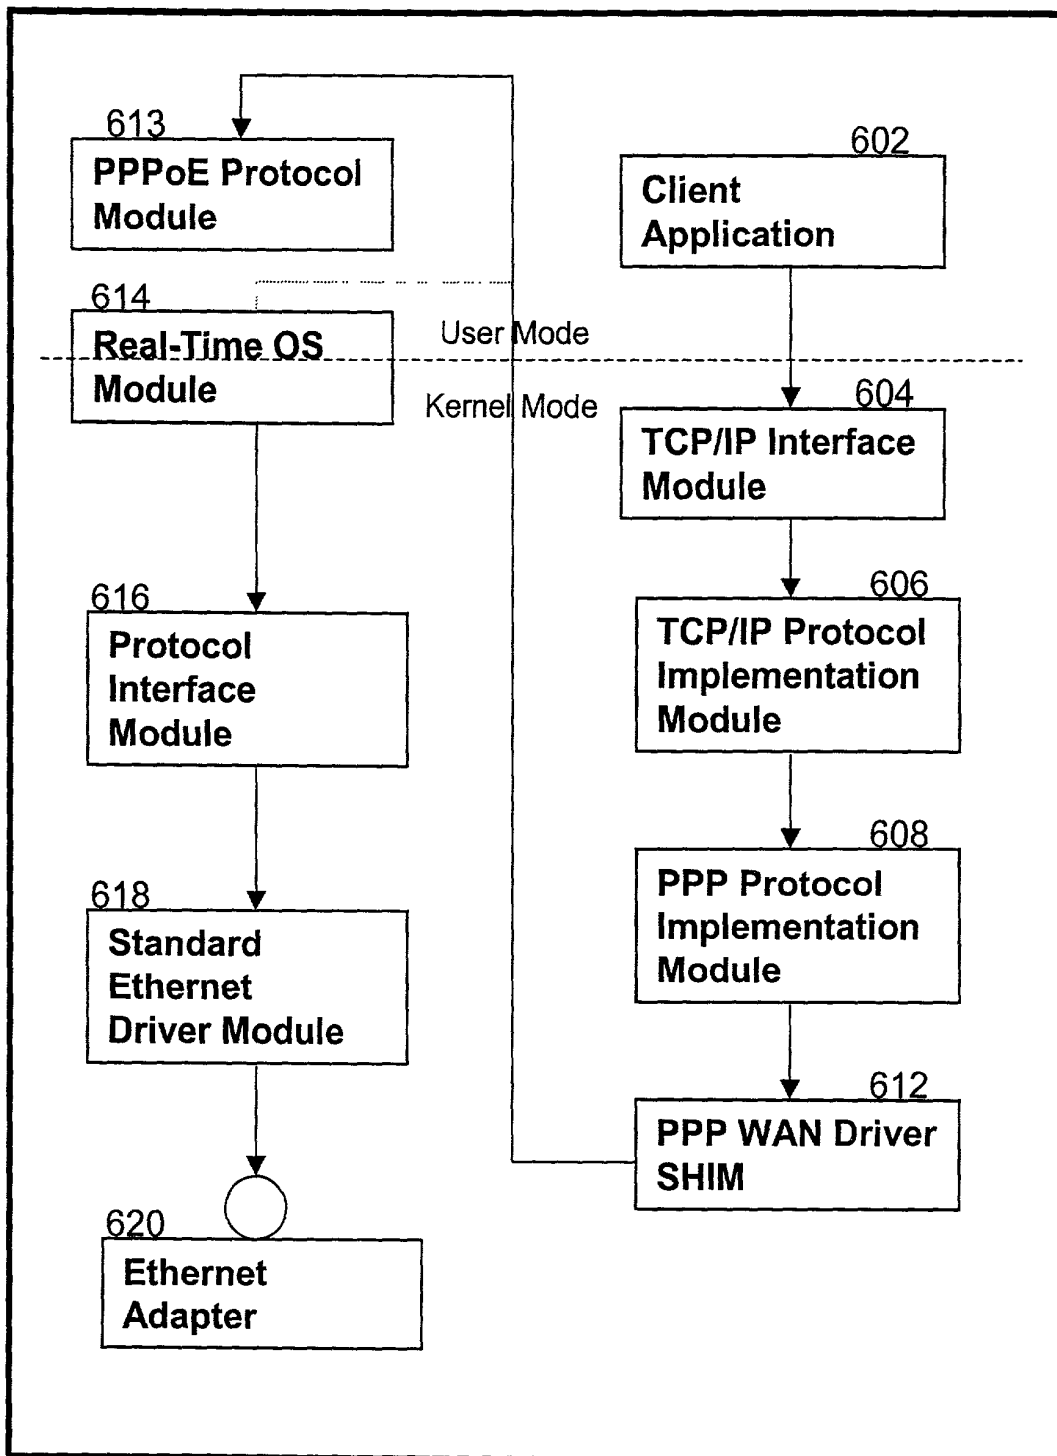 613
PPPoE Protocol
Module
602
Client
Application
614
Real-Time OS
Module
User Mode
Kernel Mode
604
TCP/IP Interface
Module
616
Protocol
Interface
Module
606
TCP/IP Protocol
Implementation
Module
608
PPP Protocol
Implementation
Module
618
Standard
Ethernet
Driver Module
612
PPP WAN Driver
SHIM
620
Ethernet
Adapter